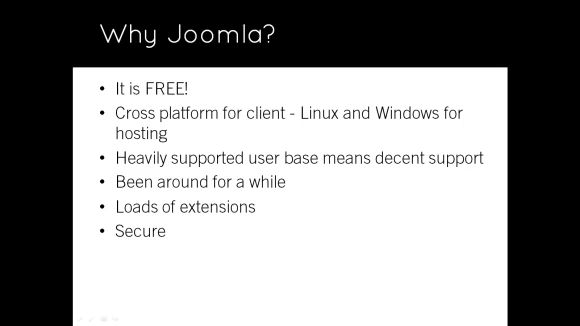 Why Joomla?
• It is FREE!
• Cross platform for client - Linux and Windows for
hosting
• Heavily supported user base means decent support
• Been around for a while
• Loads of extensions
• Secure